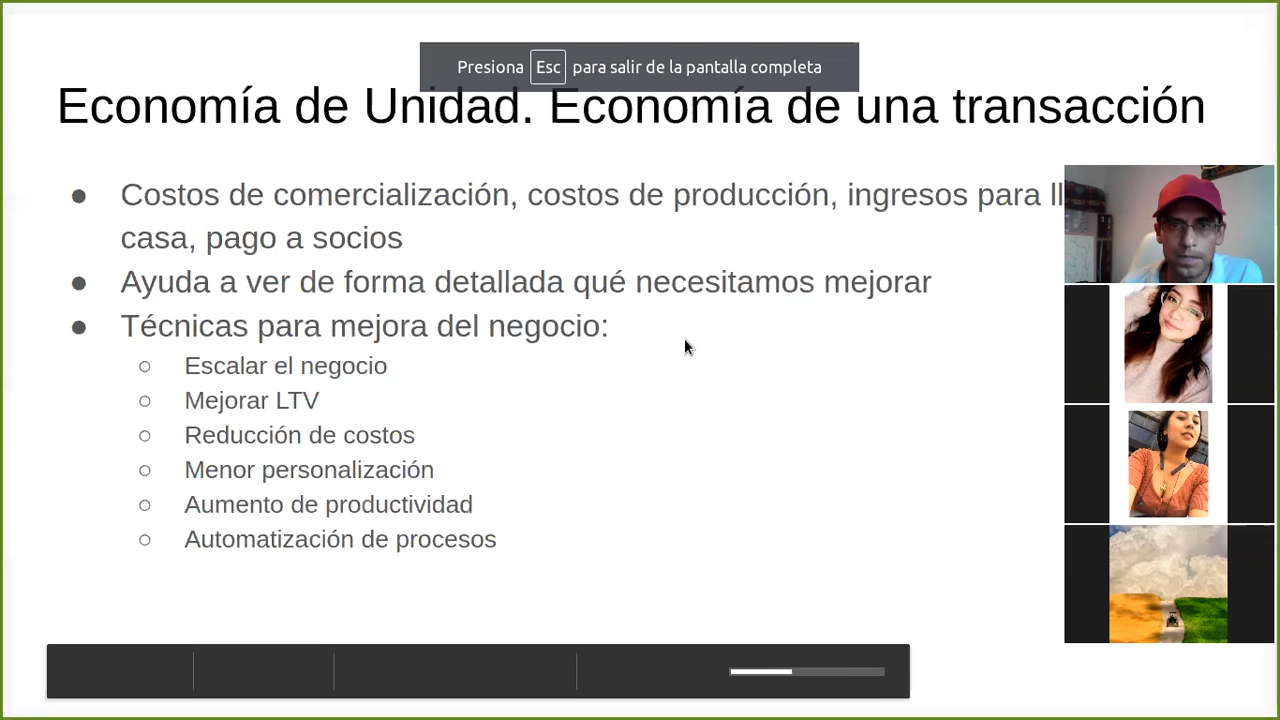 Presiona Esc para salir de la pantalla completa
Economía de Unidad. Economía de una transacción
● Costos de comercialización, costos de producción, ingresos para
casa, pago a socios
● Ayuda a ver de forma detallada qué necesitamos mejorar
● Técnicas para mejora del negocio:
○ Escalar el negocio
○ Mejorar LTV
○ Reducción de costos
○ Menor personalización
○ Aumento de productividad
○ Automatización de procesos